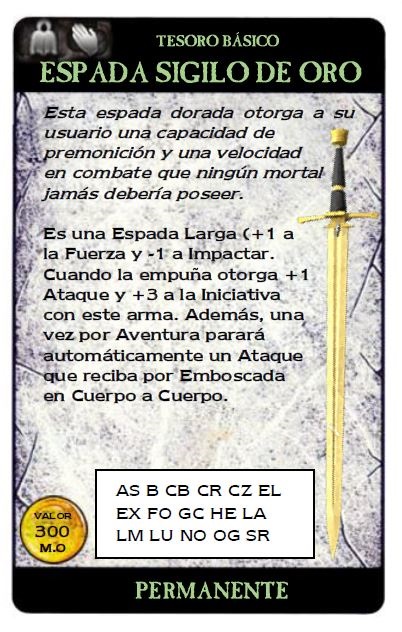 TESORO BÁSICO
ESPADA SIGILO DE ORO
Esta espada dorada otorga a su
usuario una capacidad de
premonición y una velocidad
en combate que ningún mortal
jamás debería poseer.
Es una Espada Larga (+1 a
la Fuerza y -1 a Impactar.
Cuando la empuña otorga +1
Ataque y +3 a la Iniciativa
con este arma. Además, una
vez por Aventura parará
automáticamente un Ataque
que reciba por Emboscada
en Cuerpo a Cuerpo.
AS B CB CR CZ EL
EX FO GC HE LA
LM LU NO OG SR
VALOR
300
M.O
PERMANENTE